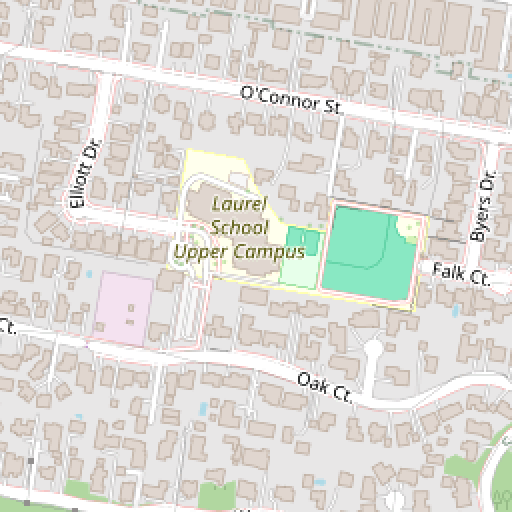 O'Connor St.
Elliott Dr.
Laurel
School
Upper Campus
Byers Dr.
Falk Ct.
Ct.
Oak Ct.